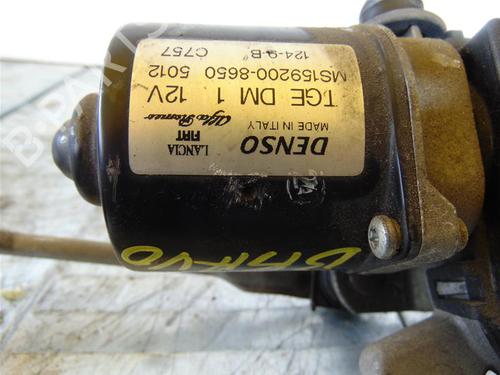 DENSO
MADE IN ITALY
LANCIA
FIAT
Alfa Romeo
TGE DM 1 12V
MS159200-8650 5012
124-9-B"
C757
BRAVO
B-PARTS